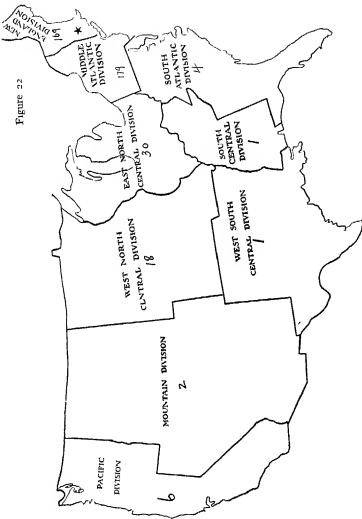 Figure 22
NEW
ENGLAND
DIVISION
5
MIDDLE
ATLANTIC
DIVISION
179
SOUTH
ATLANTIC
DIVISION
4
EAST NORTH
CENTRAL DIVISION
30
SOUTH
CENTRAL
DIVISION
1
WEST NORTH
CENTRAL DIVISION
18
WEST SOUTH
CENTRAL DIVISION
1
MOUNTAIN DIVISION
2
PACIFIC
DIVISION
6